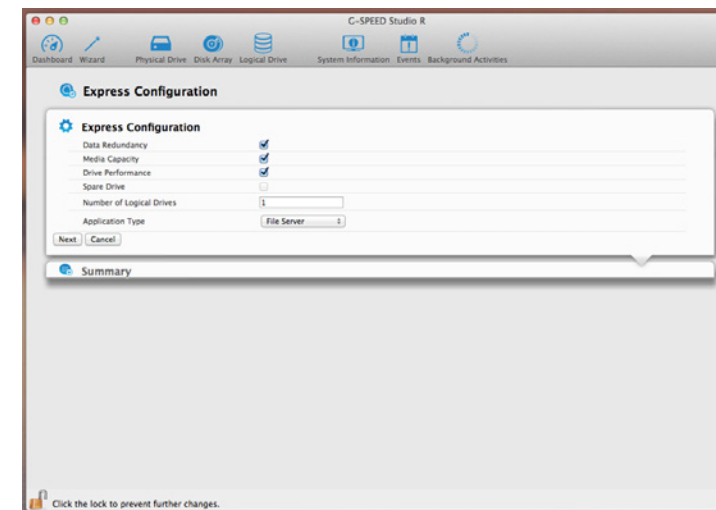 G-SPEED Studio R
Dashboard Wizard Physical Drive Disk Array Logical Drive System Information Events Background Activities
Express Configuration
Express Configuration
Data Redundancy
Media Capacity
Drive Performance
Spare Drive
Number of Logical Drives 1
Application Type File Server
Next Cancel
Summary
Click the lock to prevent further changes.